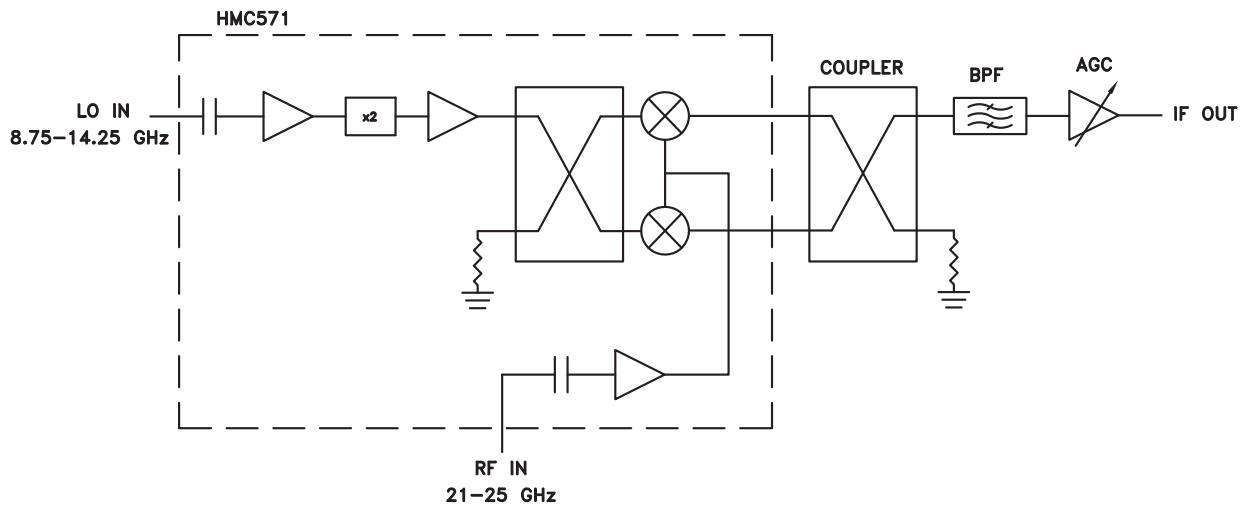 HMC571
COUPLER
BPF
AGC
LO IN
8.75–14.25 GHz
x2
IF OUT
RF IN
21–25 GHz